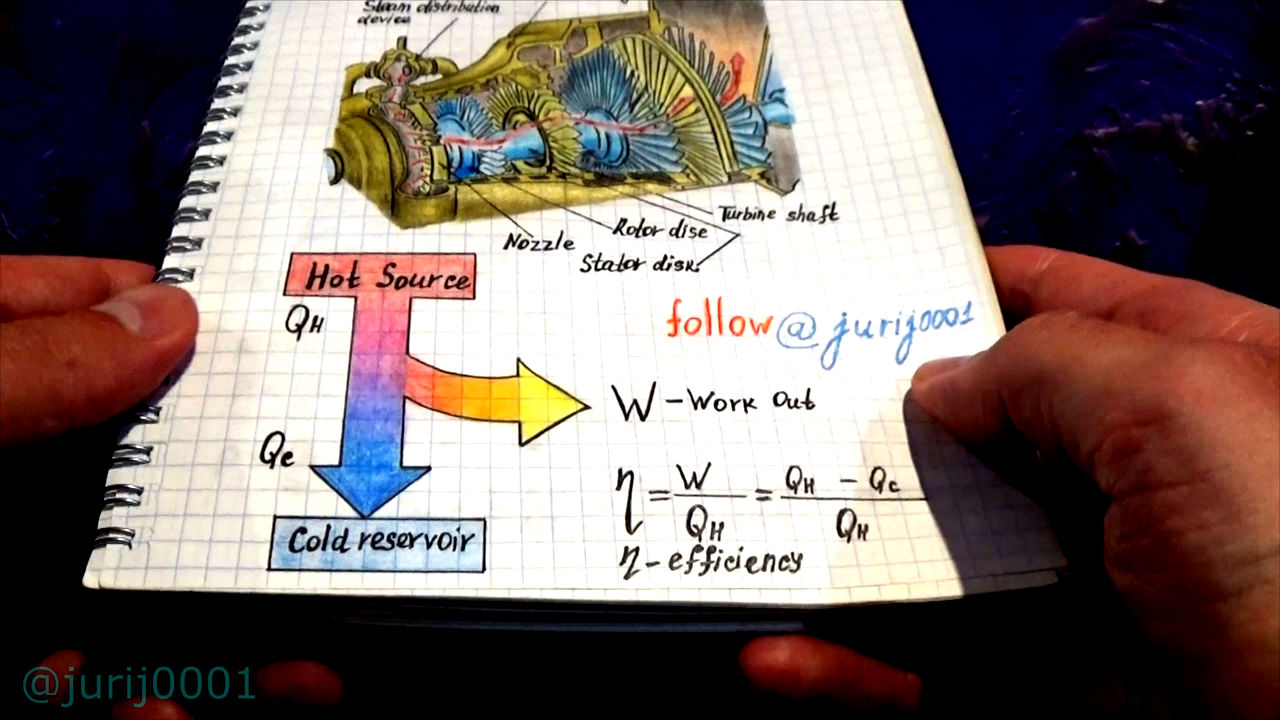 Steam distribution
device
Turbine shaft
Rotor disc
Nozzle
Stator disk
Hot Source
QH
follow @jurij0001
W - Work Out
Qc
η = W / QH = QH - Qc / QH
Cold reservoir
η - efficiency
@jurij0001